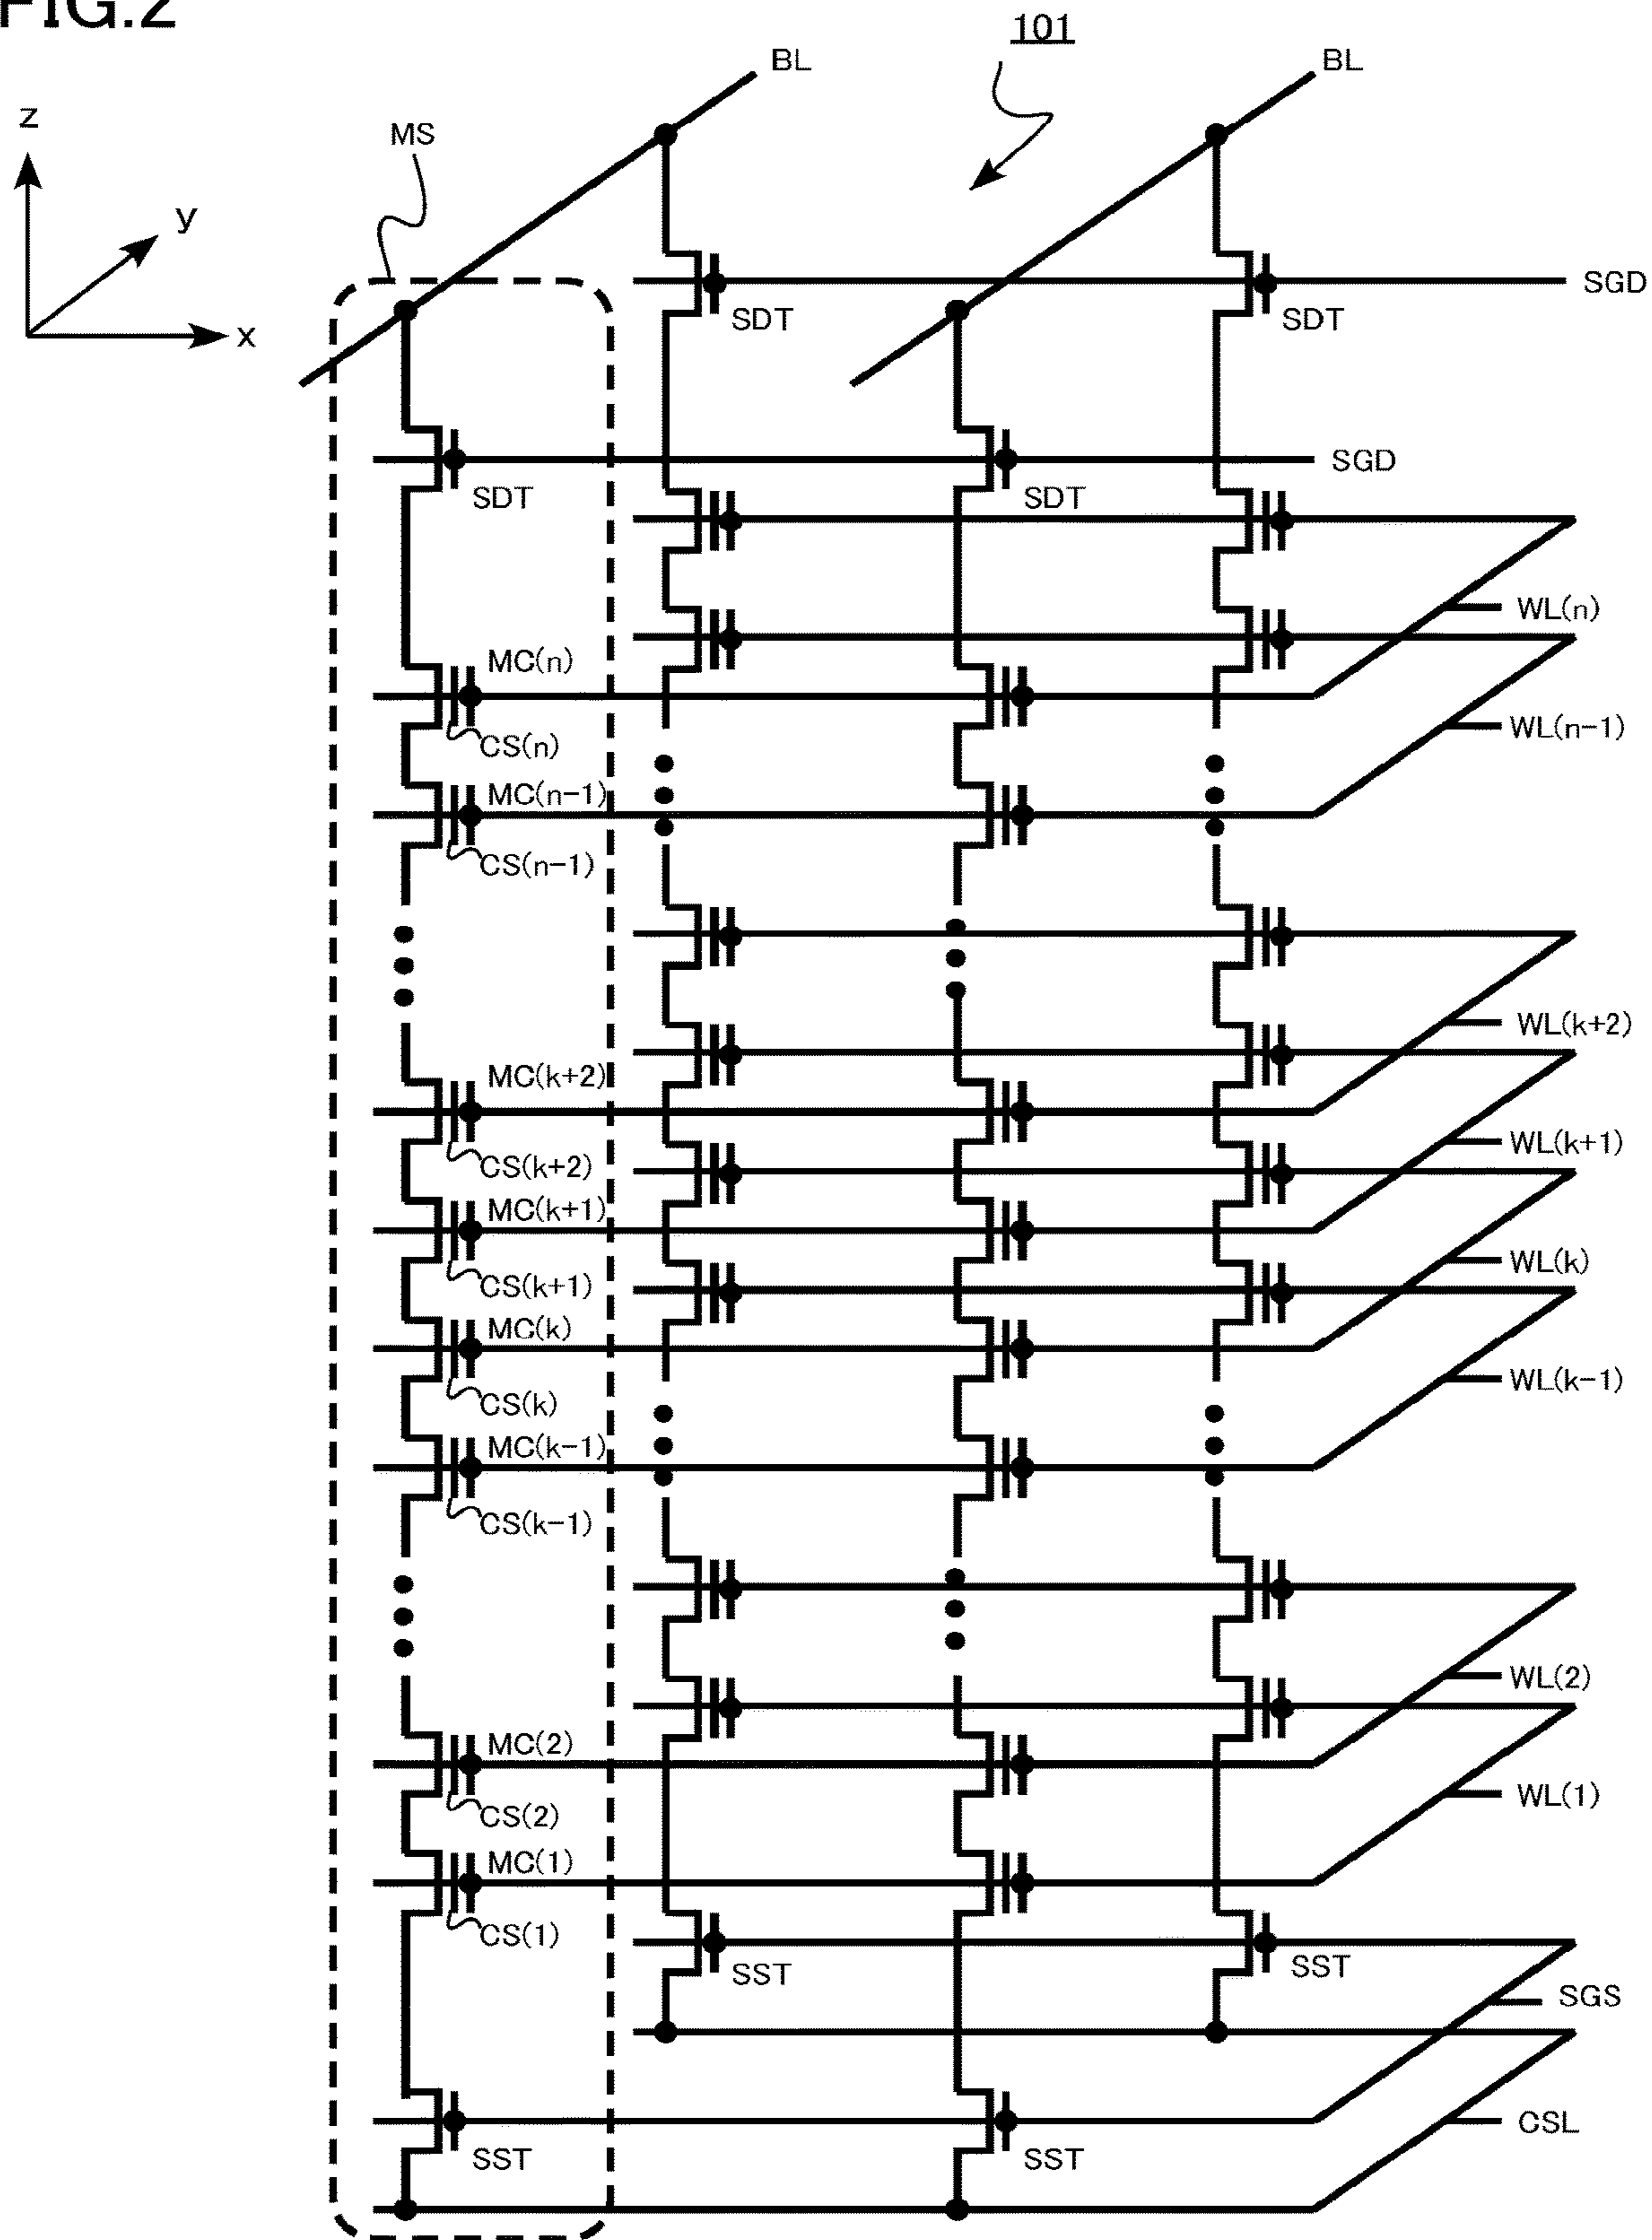 FIG.2
101
BL
BL
z
MS
y
x
SGD
SDT
SDT
SGD
SDT
SDT
WL(n)
MC(n)
WL(n-1)
CS(n)
MC(n-1)
CS(n-1)
WL(k+2)
MC(k+2)
WL(k+1)
CS(k+2)
MC(k+1)
WL(k)
CS(k+1)
MC(k)
WL(k-1)
CS(k)
MC(k-1)
CS(k-1)
WL(2)
MC(2)
WL(1)
CS(2)
MC(1)
CS(1)
SST
SST
SGS
CSL
SST
SST